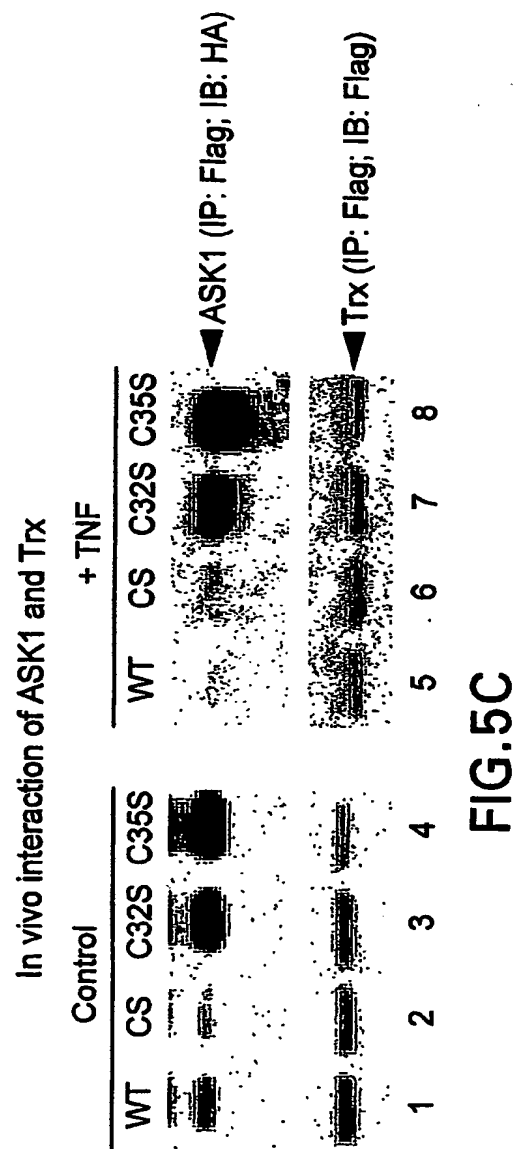 In vivo interaction of ASK1 and Trx
Control + TNF
WT CS C32S C35S WT CS C32S C35S
ASK1 (IP: Flag; IB: HA)
Trx (IP: Flag; IB: Flag)
1 2 3 4 5 6 7 8
FIG.5C